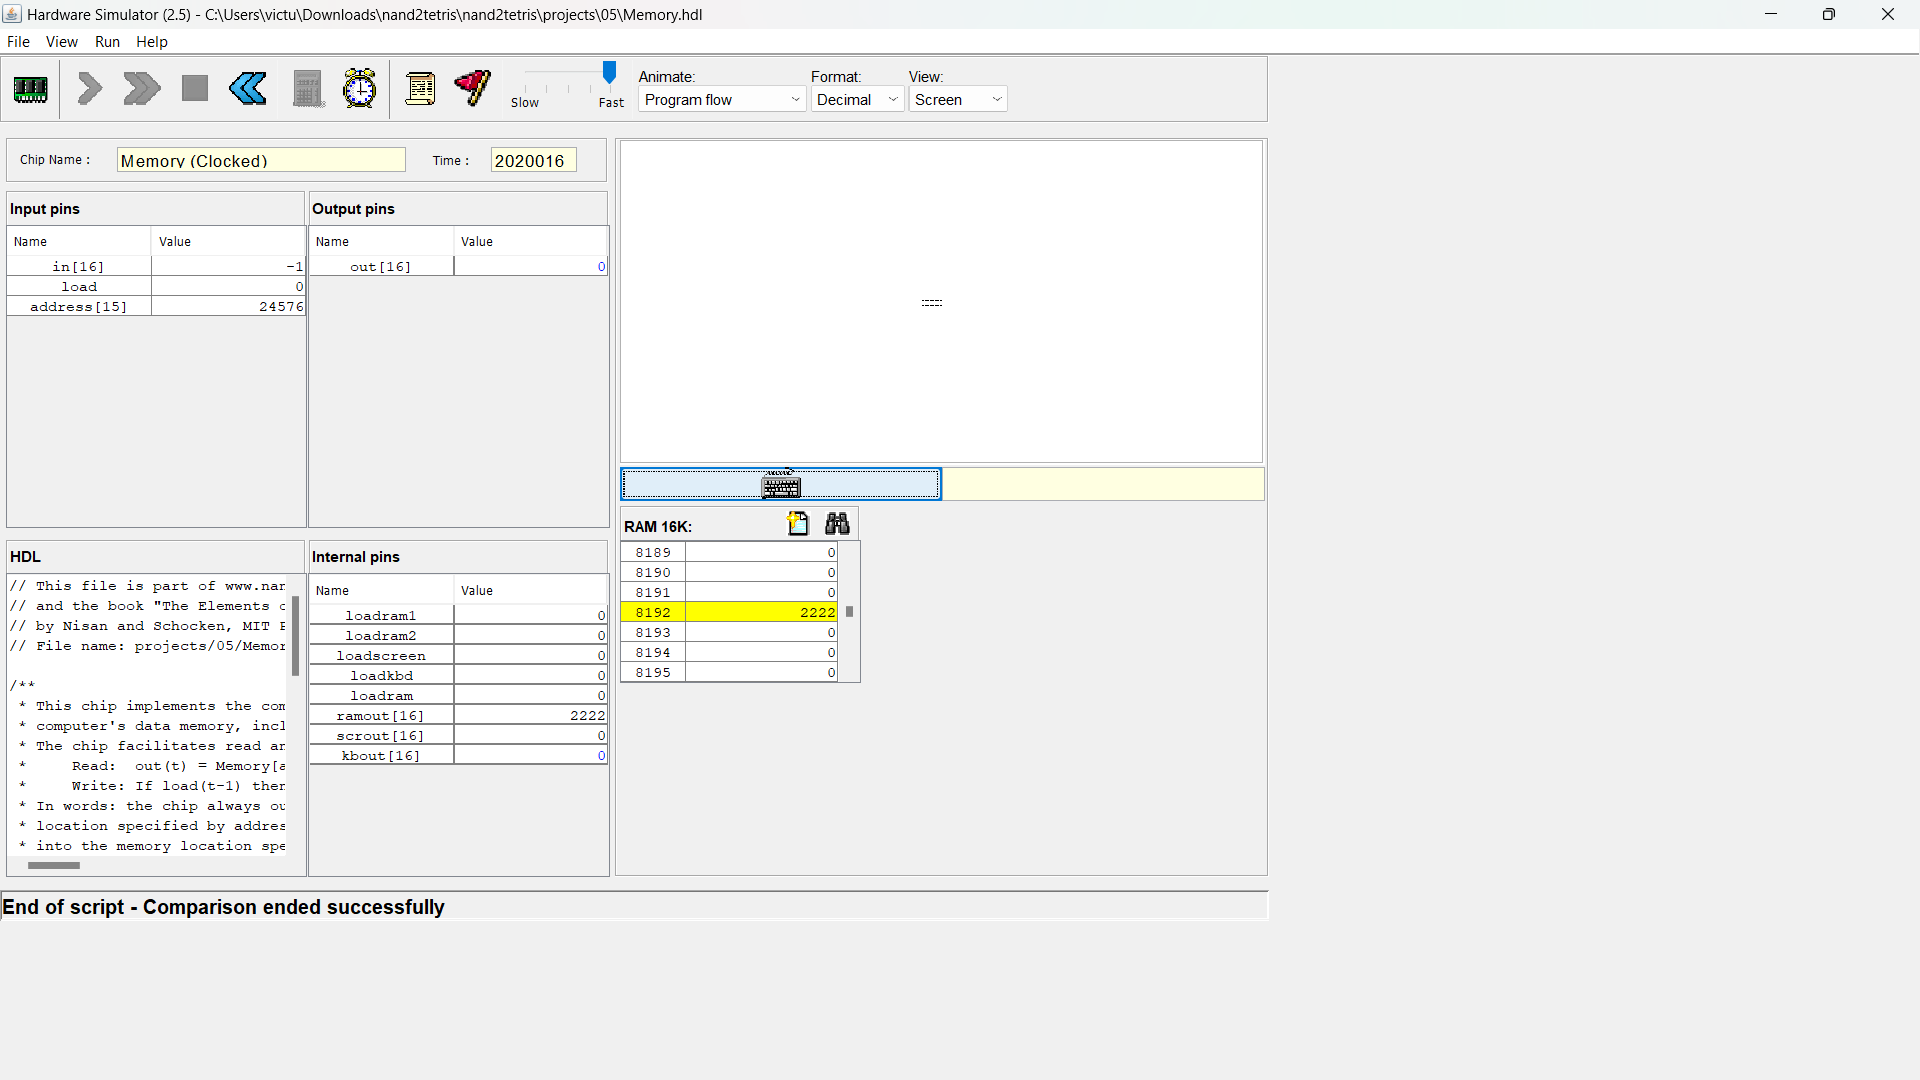 Hardware Simulator (2.5) - C:\Users\victu\Downloads\nand2tetris\nand2tetris\projects\05\Memory.hdl
File View Run Help
Slow Fast
Animate: Format: View:
Program flow Decimal Screen
Chip Name : Memory (Clocked) Time : 2020016
Input pins
Name Value
in[16] -1
load 0
address[15] 24576
Output pins
Name Value
out[16] 0
RAM 16K:
8189 0
8190 0
8191 0
8192 2222
8193 0
8194 0
8195 0
HDL
// This file is part of www.nan
// and the book "The Elements o
// by Nisan and Schocken, MIT P
// File name: projects/05/Memor
/**
* This chip implements the com
* computer's data memory, incl
* The chip facilitates read an
* Read: out(t) = Memory[a
* Write: If load(t-1) then
* In words: the chip always ou
* location specified by addres
* into the memory location spe
Internal pins
Name Value
loadram1 0
loadram2 0
loadscreen 0
loadkbd 0
loadram 0
ramout[16] 2222
scrout[16] 0
kbout[16] 0
End of script - Comparison ended successfully